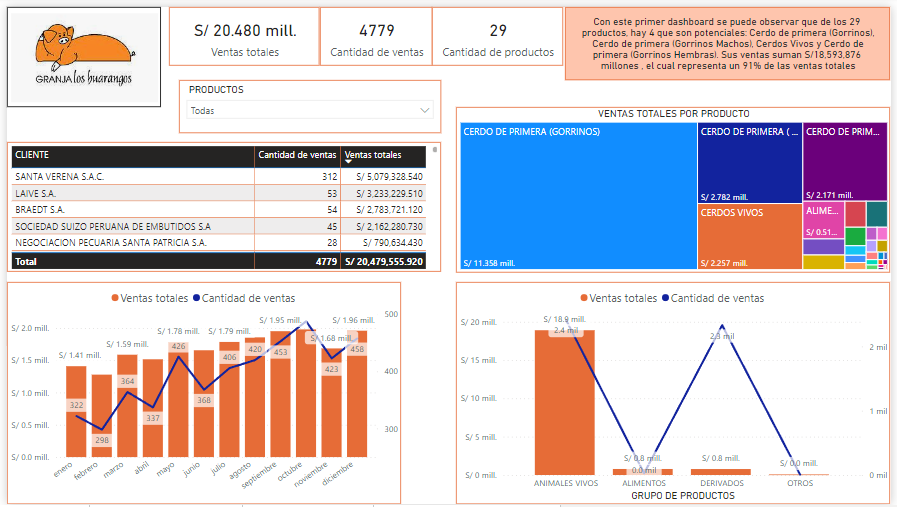 GRANJA los huarangos
S/ 20.480 mill.
Ventas totales
4779
Cantidad de ventas
29
Cantidad de productos
Con este primer dashboard se puede observar que de los 29
productos, hay 4 que son potenciales: Cerdo de primera (Gorrinos),
Cerdo de primera (Gorrinos Machos), Cerdos Vivos y Cerdo de
primera (Gorrinos Hembras). Sus ventas suman S/18,593,876
millones , el cual representa un 91% de las ventas totales
PRODUCTOS
Todas
CLIENTE Cantidad de ventas Ventas totales
SANTA VERENA S.A.C. 312 S/ 5,079,328.540
LAIVE S.A. 53 S/ 3,233,229.510
BRAEDT S.A. 54 S/ 2,783,721.120
SOCIEDAD SUIZO PERUANA DE EMBUTIDOS S.A 45 S/ 2,162,280.730
NEGOCIACION PECUARIA SANTA PATRICIA S.A. 28 S/ 790,634.430
Total 4779 S/ 20,479,555.920
VENTAS TOTALES POR PRODUCTO
CERDO DE PRIMERA (GORRINOS)
S/ 11.358 mill.
CERDO DE PRIMERA ( ...
S/ 2.782 mill.
CERDOS VIVOS
S/ 2.257 mill.
CERDO DE PRIM...
S/ 2.171 mill.
ALIME...
S/ 0.51...
Ventas totales Cantidad de ventas
S/ 2.0 mill.
S/ 1.5 mill.
S/ 1.0 mill.
S/ 0.5 mill.
S/ 0.0 mill.
500
400
300
S/ 1.41 mill.
S/ 1.59 mill.
S/ 1.78 mill.
S/ 1.79 mill.
S/ 1.95 mill.
S/ 1.68 mill.
S/ 1.96 mill.
322
298
364
337
426
368
406
420
453
423
458
enero
febrero
marzo
abril
mayo
junio
julio
agosto
septiembre
octubre
noviembre
diciembre
Ventas totales Cantidad de ventas
S/ 20 mill.
S/ 15 mill.
S/ 10 mill.
S/ 5 mill.
S/ 0 mill.
2 mil
1 mil
0 mil
S/ 18.9 mill.
2.4 mil
S/ 0.8 mill.
0.0 mil
2.3 mil
S/ 0.8 mill.
S/ 0.0 mill.
ANIMALES VIVOS
ALIMENTOS
DERIVADOS
OTROS
GRUPO DE PRODUCTOS